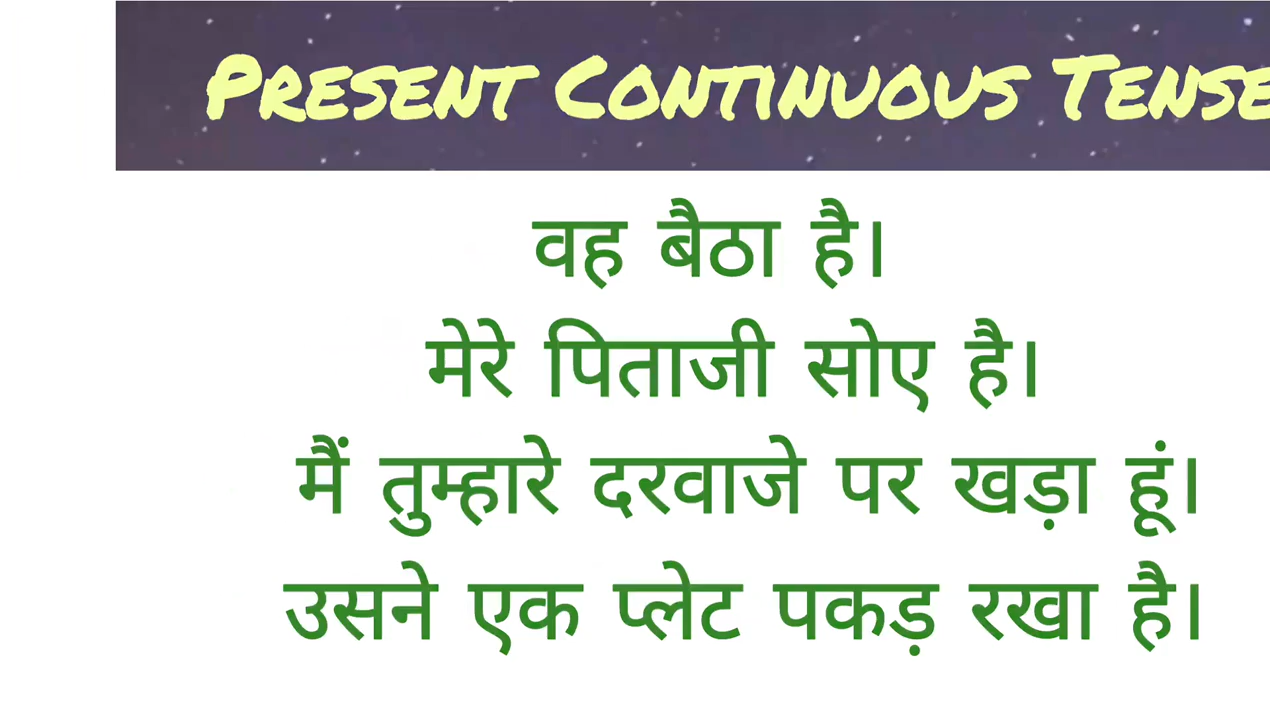 PRESENT CONTINUOUS TENSE
वह बैठा है।
मेरे पिताजी सोए है।
मैं तुम्हारे दरवाजे पर खड़ा हूं।
उसने एक प्लेट पकड़ रखा है।